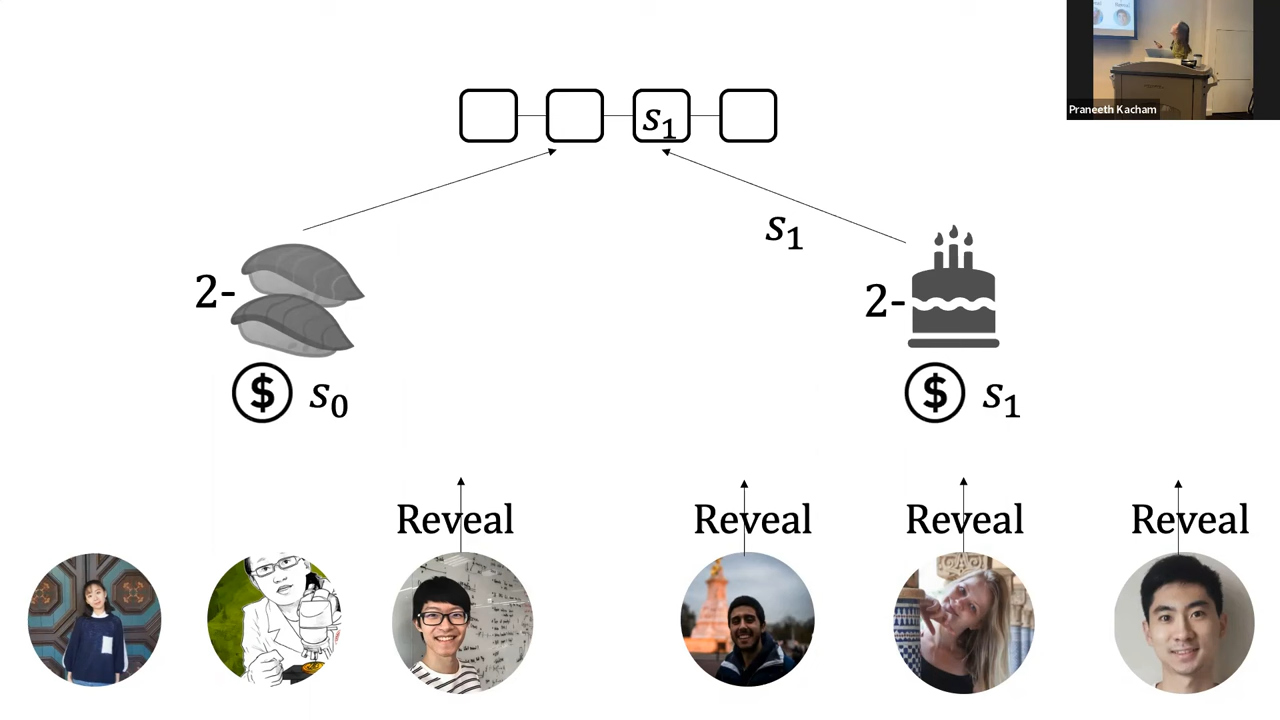 s₁
s₁
2-
2-
$ s₀
$ s₁
Reveal
Reveal
Reveal
Reveal
Praneeth Kacham